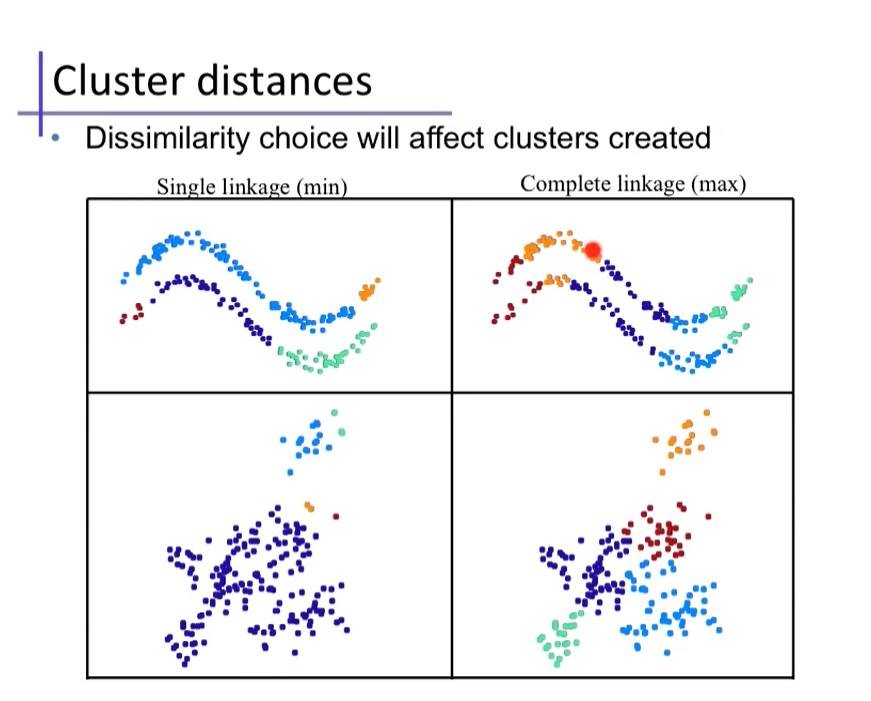 Cluster distances
• Dissimilarity choice will affect clusters created
Single linkage (min)
Complete linkage (max)